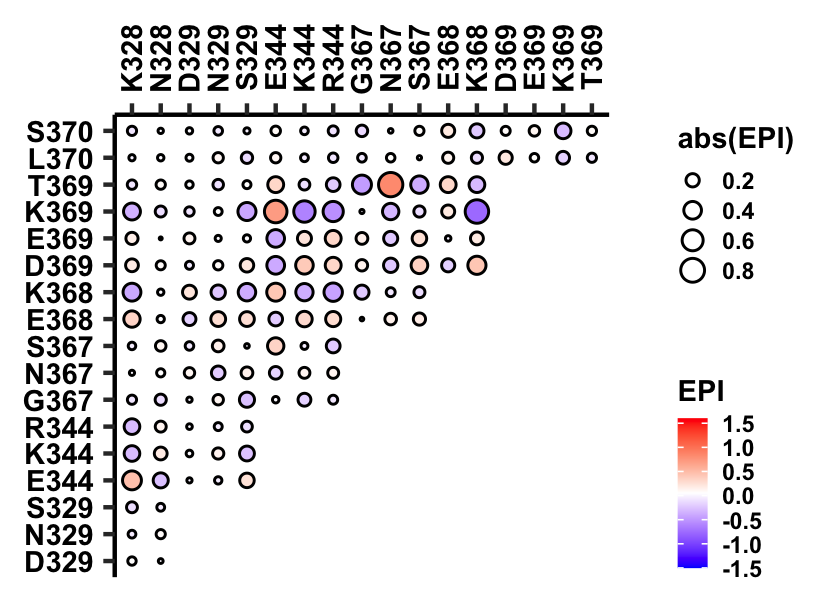 K328 N328 D329 N329 S329 E344 K344 R344 G367 N367 S367 E368 K368 D369 E369 K369 T369
S370
L370
T369
K369
E369
D369
K368
E368
S367
N367
G367
R344
K344
E344
S329
N329
D329
abs(EPI)
0.2
0.4
0.6
0.8
EPI
1.5
1.0
0.5
0.0
-0.5
-1.0
-1.5